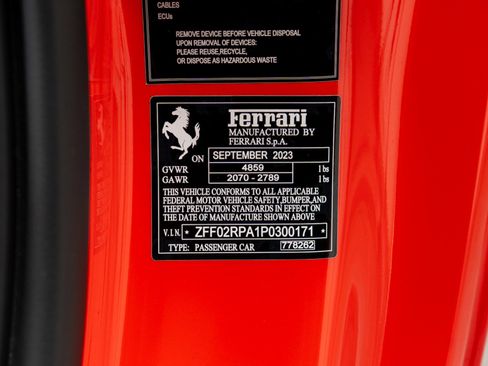 CABLES
ECUs
REMOVE DEVICE BEFORE VEHICLE DISPOSAL
UPON REMOVAL OF DEVICES:
PLEASE REUSE,RECYCLE,
OR DISPOSE AS HAZARDOUS WASTE
Ferrari
MANUFACTURED BY
FERRARI S.p.A.
ON SEPTEMBER 2023
GVWR 4859 lbs
GAWR 2070 - 2789 lbs
THIS VEHICLE CONFORMS TO ALL APPLICABLE
FEDERAL MOTOR VEHICLE SAFETY,BUMPER,AND
THEFT PREVENTION STANDARDS IN EFFECT ON
THE DATE OF MANUFACTURE SHOWN ABOVE
V.I.N. * ZFF02RPA1P0300171 *
TYPE: PASSENGER CAR 778262